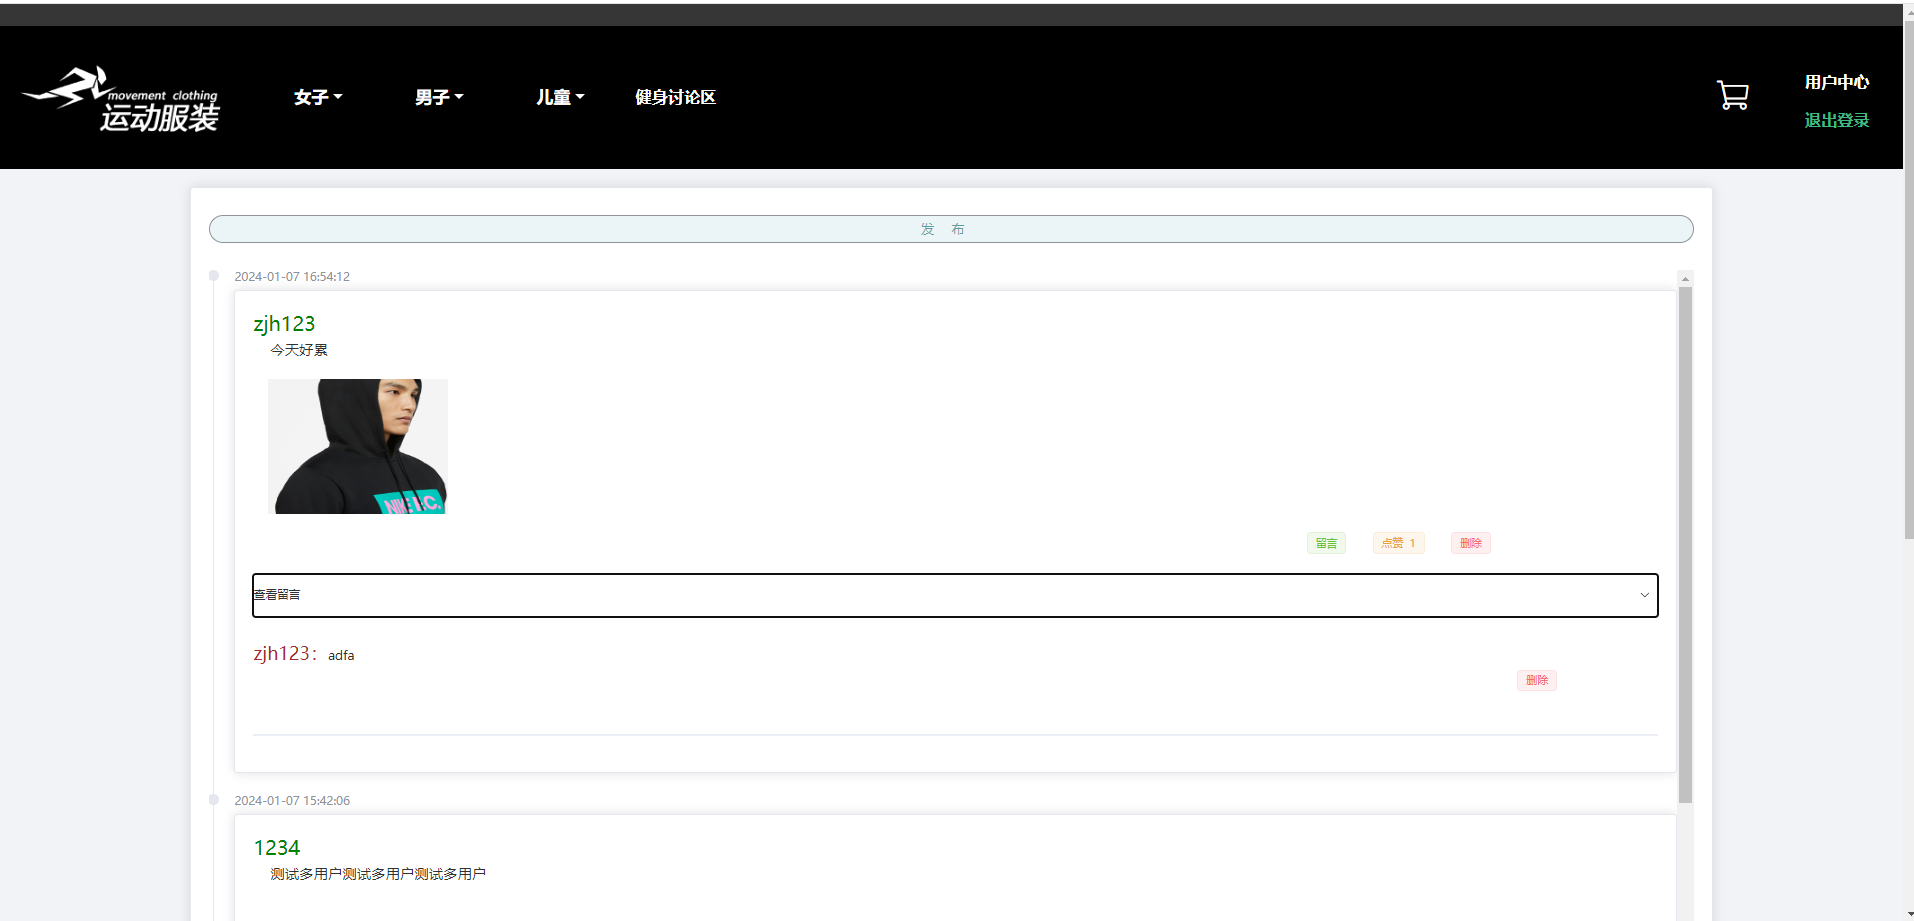 movement clothing
运动服装
女子
男子
儿童
健身讨论区
用户中心
退出登录
发 布
2024-01-07 16:54:12
zjh123
今天好累
留言
点赞 1
删除
查看留言
zjh123： adfa
删除
2024-01-07 15:42:06
1234
测试多用户测试多用户测试多用户